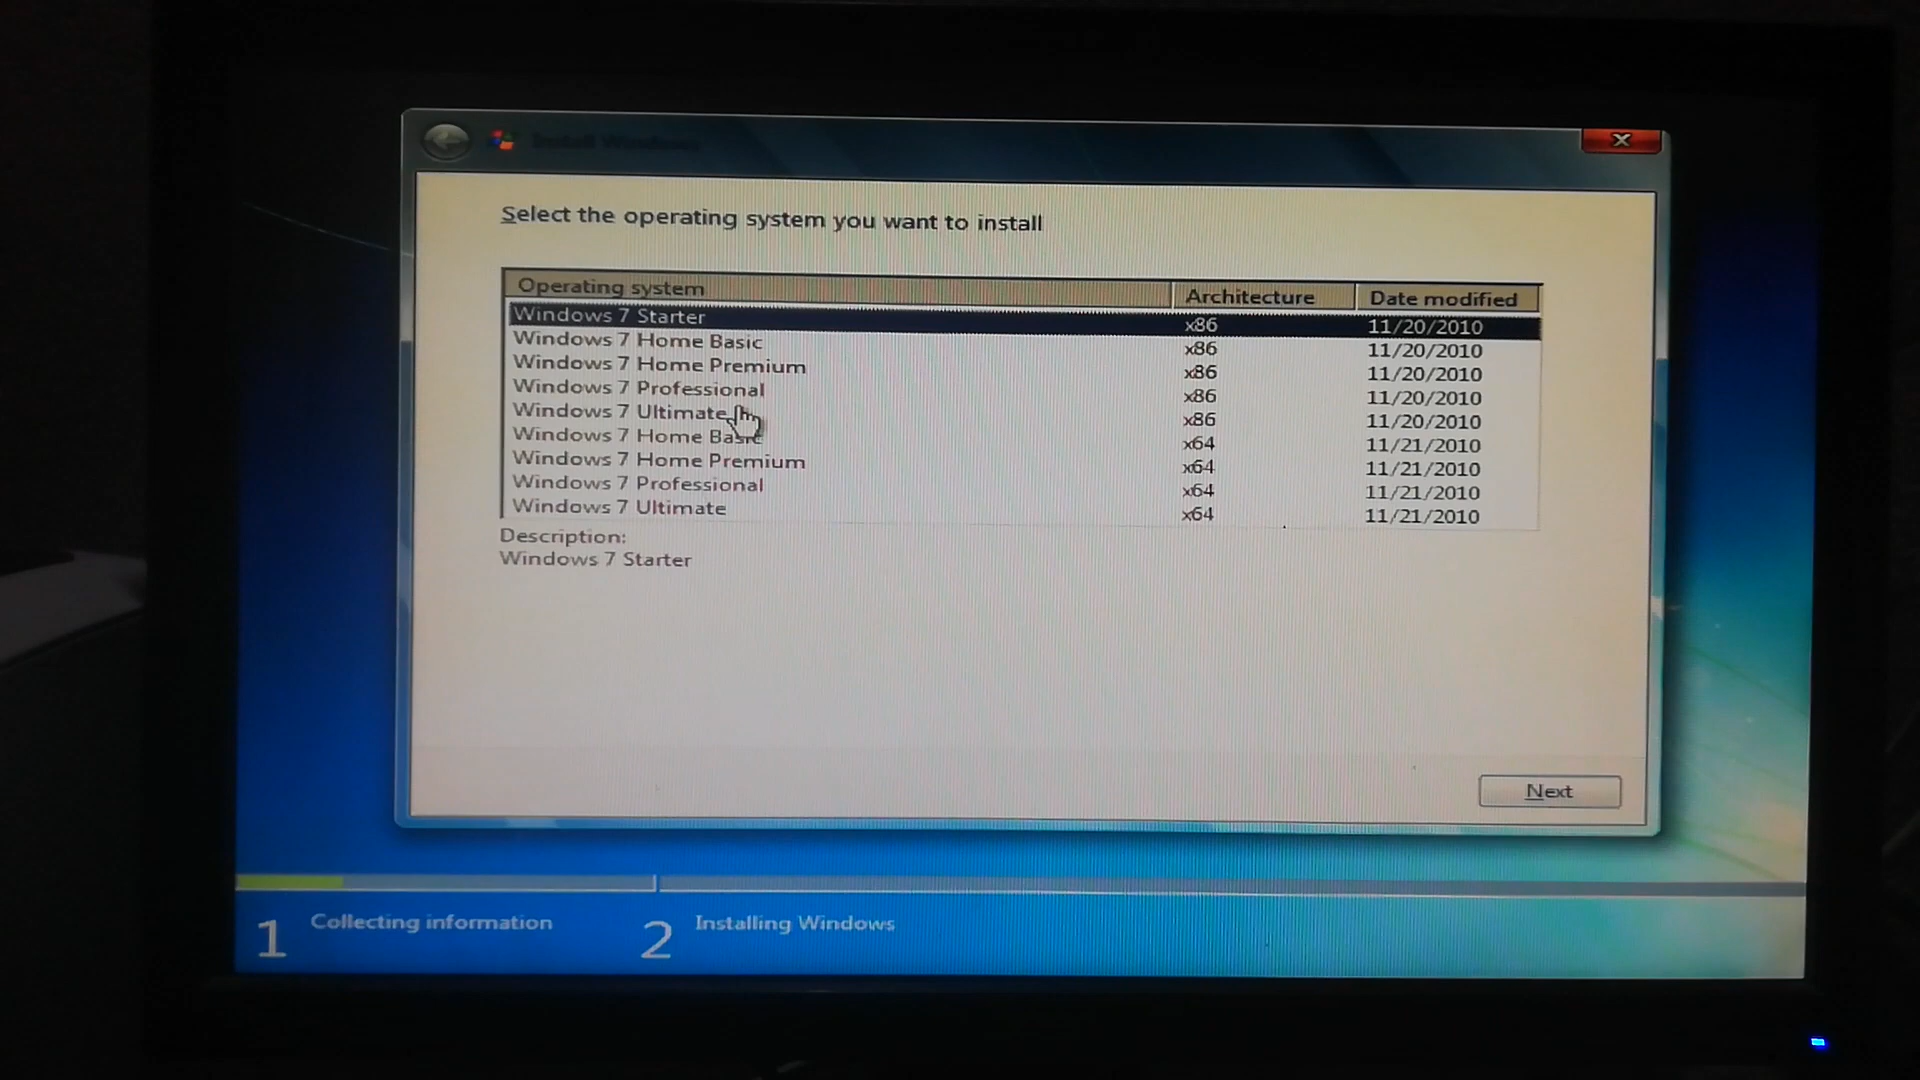 Install Windows
Select the operating system you want to install
Operating system Architecture Date modified
Windows 7 Starter x86 11/20/2010
Windows 7 Home Basic x86 11/20/2010
Windows 7 Home Premium x86 11/20/2010
Windows 7 Professional x86 11/20/2010
Windows 7 Ultimate x86 11/20/2010
Windows 7 Home Basic x64 11/21/2010
Windows 7 Home Premium x64 11/21/2010
Windows 7 Professional x64 11/21/2010
Windows 7 Ultimate x64 11/21/2010
Description:
Windows 7 Starter
Next
1 Collecting information 2 Installing Windows